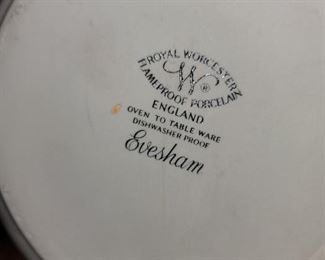 ROYAL WORCESTER
W ®
FLAMEPROOF PORCELAIN
ENGLAND
OVEN TO TABLE WARE
DISHWASHER PROOF
Evesham